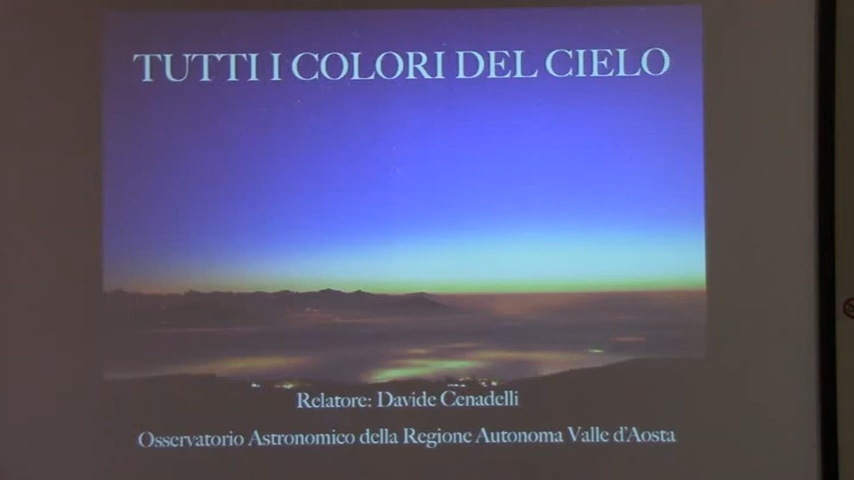 TUTTI I COLORI DEL CIELO
Relatore: Davide Cenadelli
Osservatorio Astronomico della Regione Autonoma Valle d'Aosta